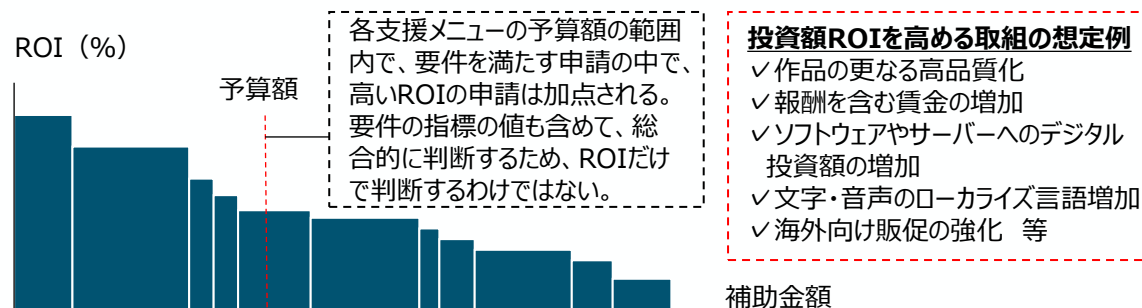 ROI(%)
予算額
各支援メニューの予算額の範囲
内で、要件を満たす申請の中で、
高いROIの申請は加点される。
要件の指標の値も含めて、総
合的に判断するため、ROIだけ
で判断するわけではない。
投資額ROIを高める取組の想定例
✓作品の更なる高品質化
✓報酬を含む賃金の増加
✓ソフトウェアやサーバーへのデジタル
投資額の増加
✓文字・音声のローカライズ言語増加
✓海外向け販促の強化 等
補助金額